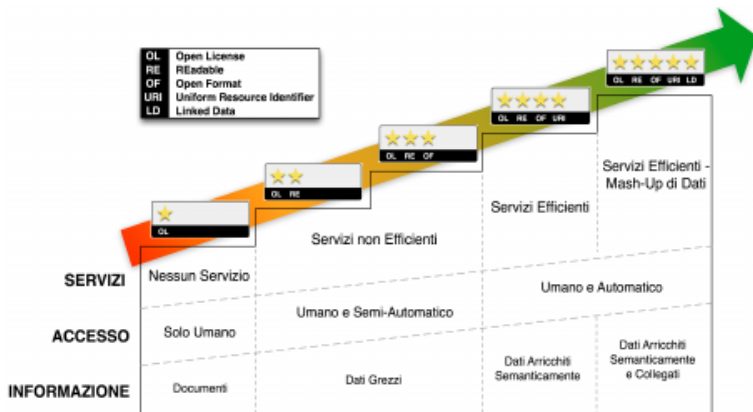 OL Open License
RE REadable
OF Open Format
URI Uniform Resource Identifier
LD Linked Data
OL RE OF URI LD
OL RE OF URI
OL RE OF
OL RE
OL
Servizi Efficienti -
Mash-Up di Dati
Servizi Efficienti
Servizi non Efficienti
SERVIZI
Nessun Servizio
Umano e Automatico
Umano e Semi-Automatico
ACCESSO
Solo Umano
INFORMAZIONE
Documenti
Dati Grezzi
Dati Arricchiti
Semanticamente
Dati Arricchiti
Semanticamente
e Collegati